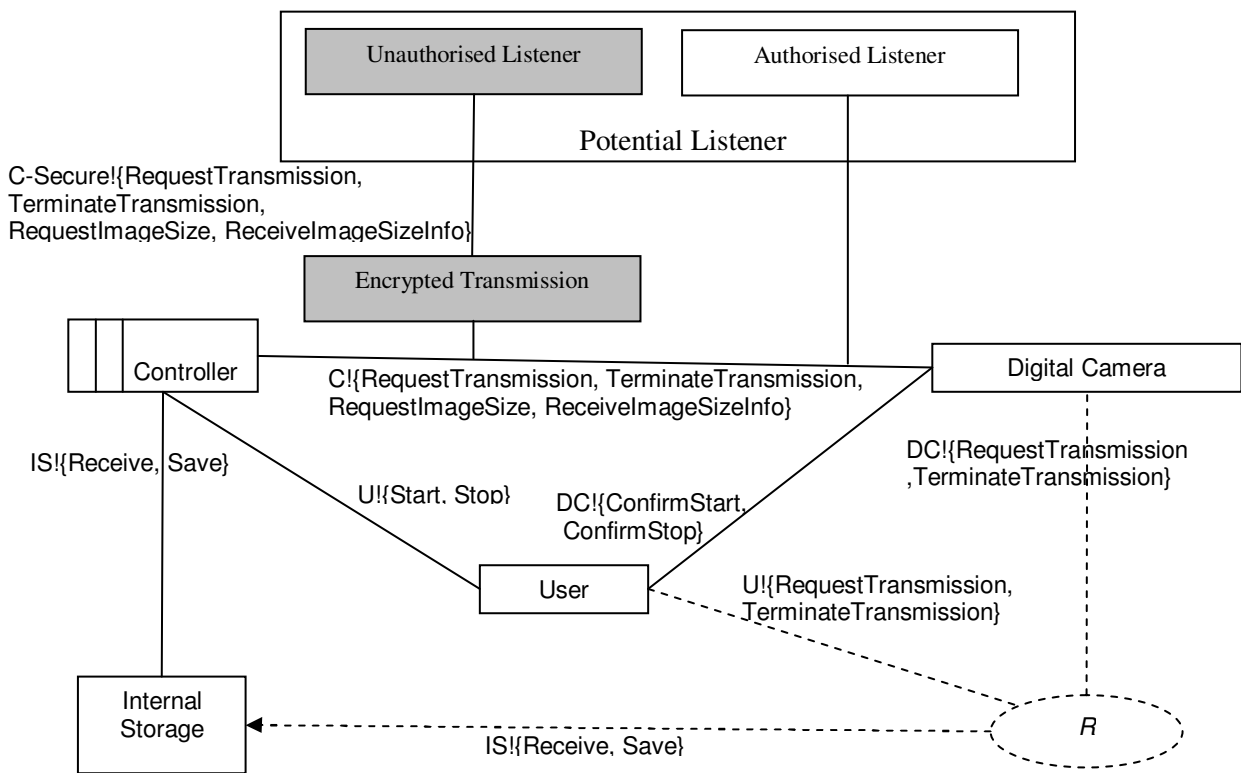 Unauthorised Listener
Authorised Listener
Potential Listener
C-Secure!{RequestTransmission,
TerminateTransmission,
RequestImageSize, ReceiveImageSizeInfo}
Encrypted Transmission
Controller
Digital Camera
C!{RequestTransmission, TerminateTransmission,
RequestImageSize, ReceiveImageSizeInfo}
IS!{Receive, Save}
DC!{RequestTransmission
,TerminateTransmission}
U!{Start, Stop}
DC!{ConfirmStart,
ConfirmStop}
User
U!{RequestTransmission,
TerminateTransmission}
Internal
Storage
R
IS!{Receive, Save}